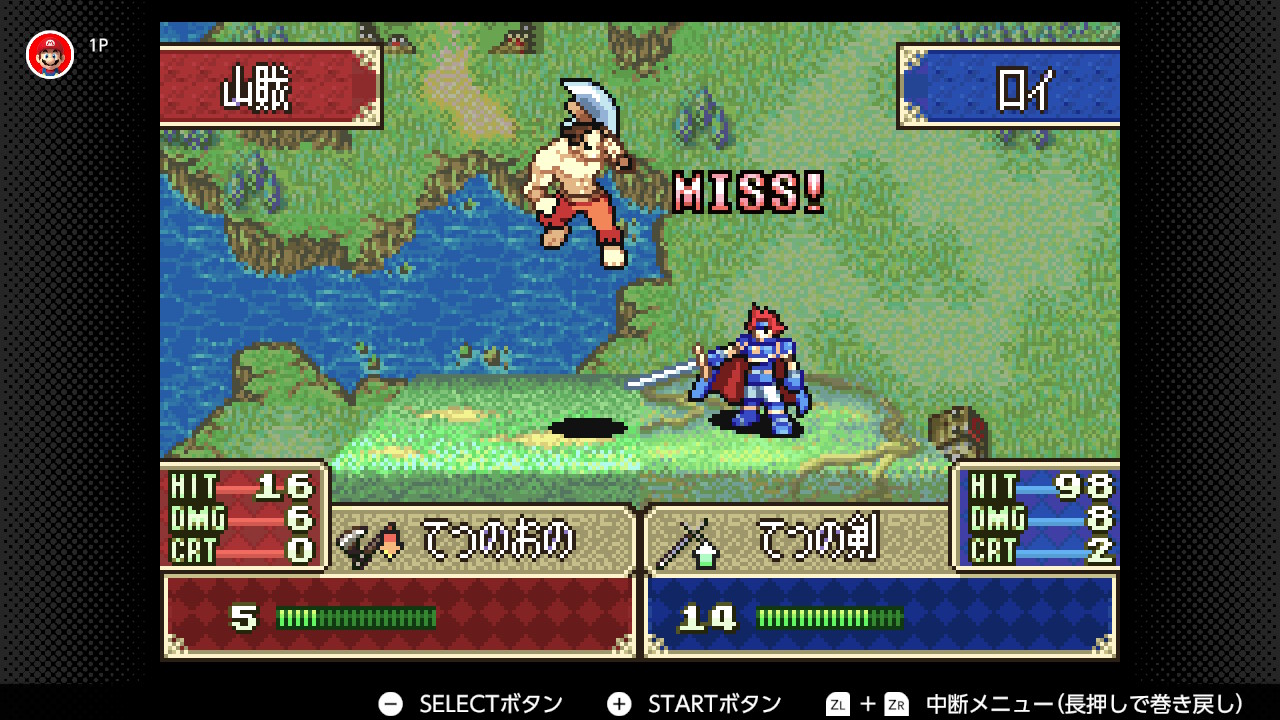 1P
山賊
ロイ
MISS!
HIT 16
DMG 6
CRT 0
てつのおの
てつの剣
HIT 98
DMG 8
CRT 2
5
14
SELECTボタン
STARTボタン
ZL + ZR 中断メニュー(長押しで巻き戻し)